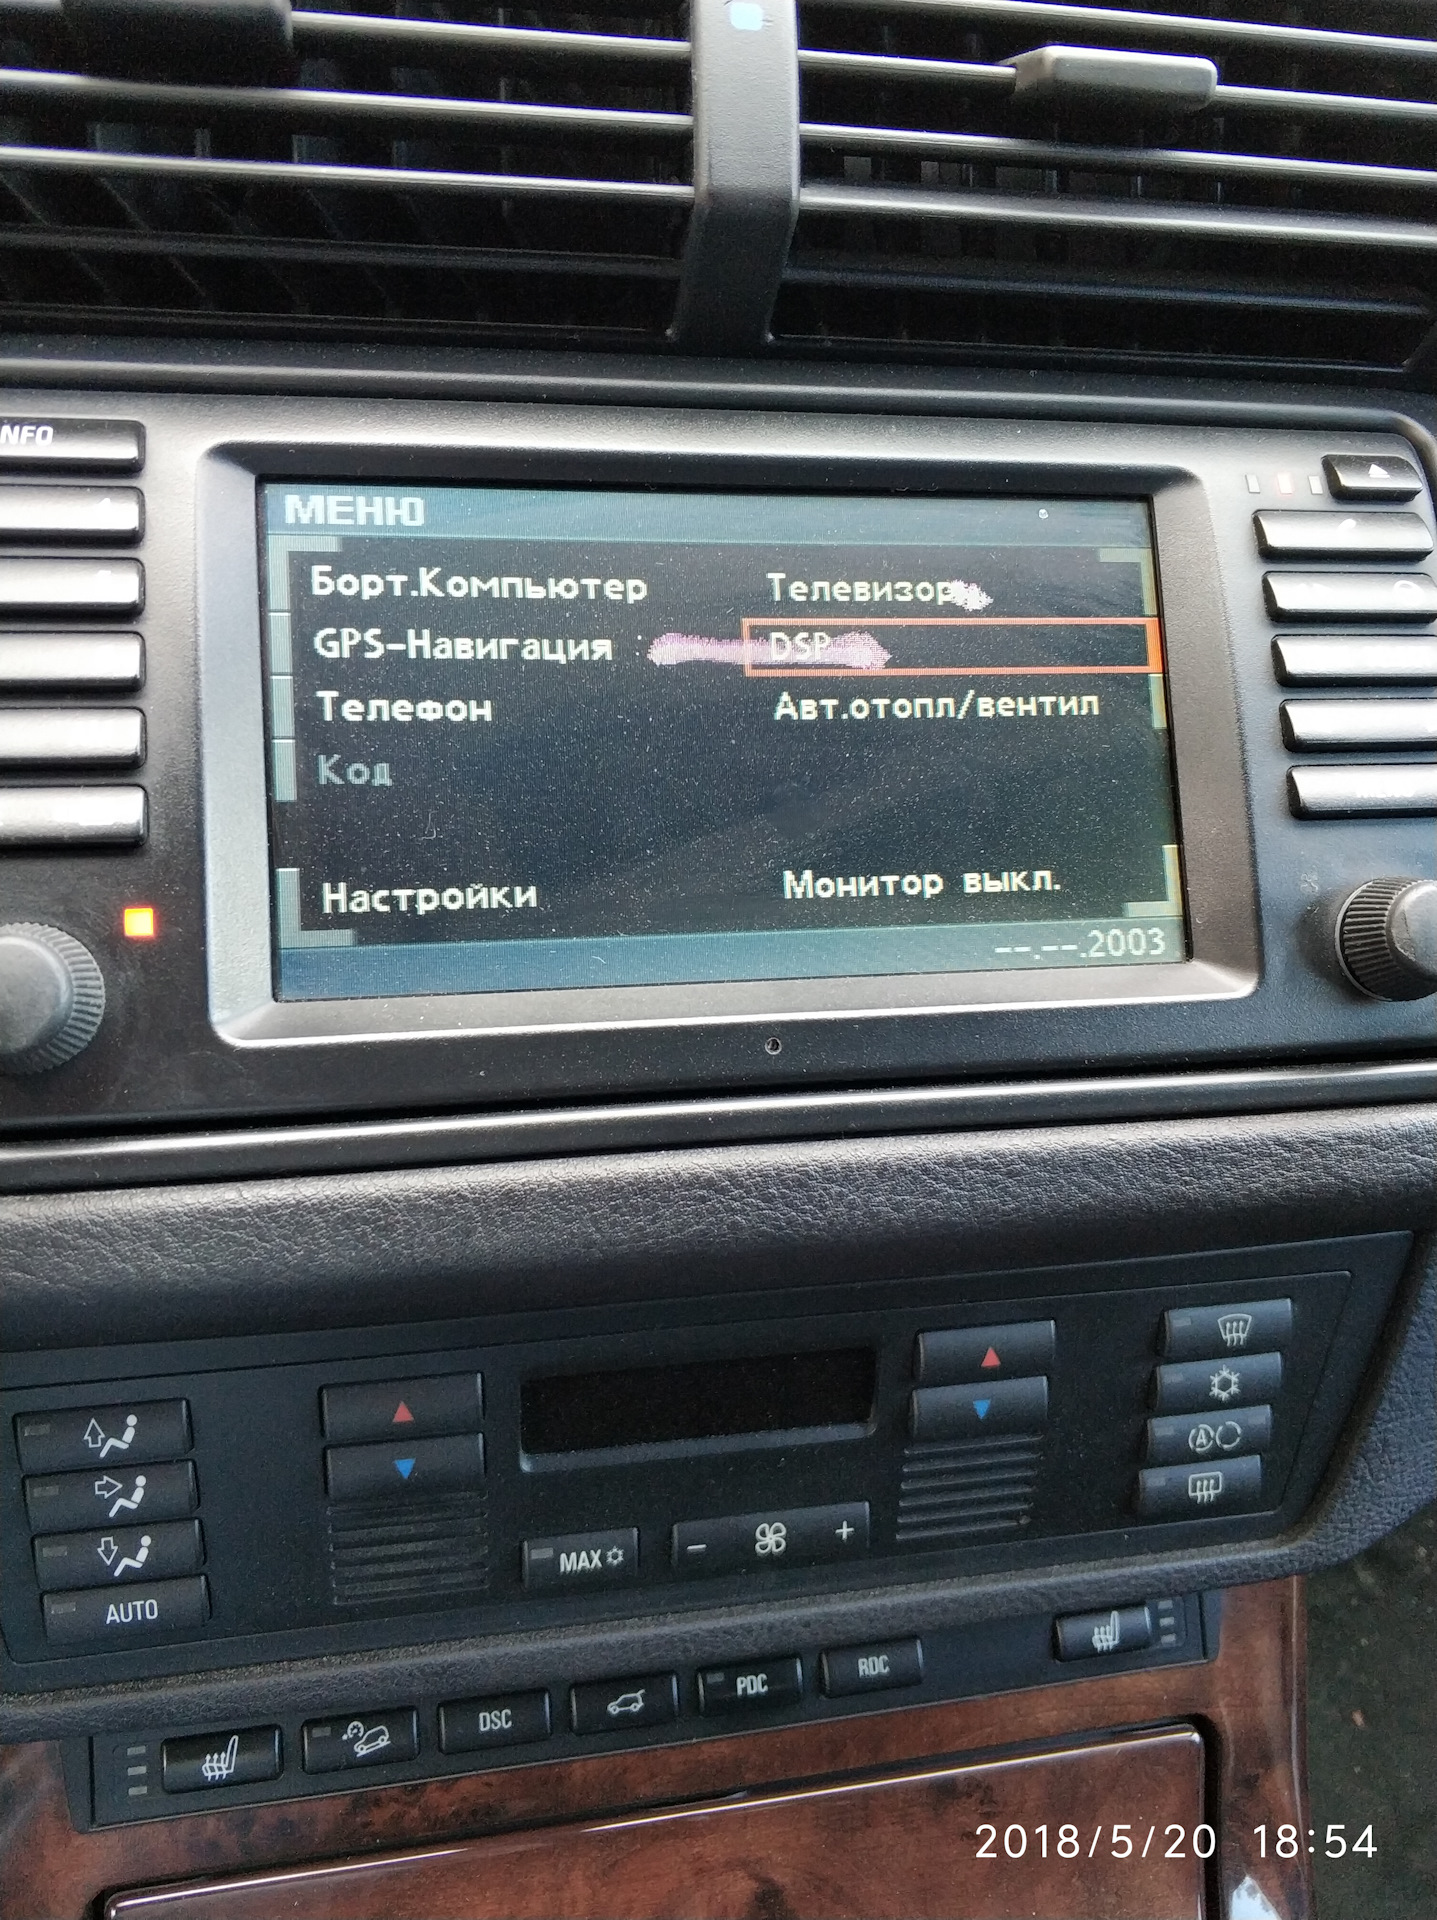 NFO
МЕНЮ
Борт.Компьютер Телевизор
GPS-Навигация DSP
Телефон Авт.отопл/вентил
Код
Настройки Монитор выкл.
--.--.2003
MAX
- +
A
AUTO
DSC
PDC
RDC
2018/5/20 18:54